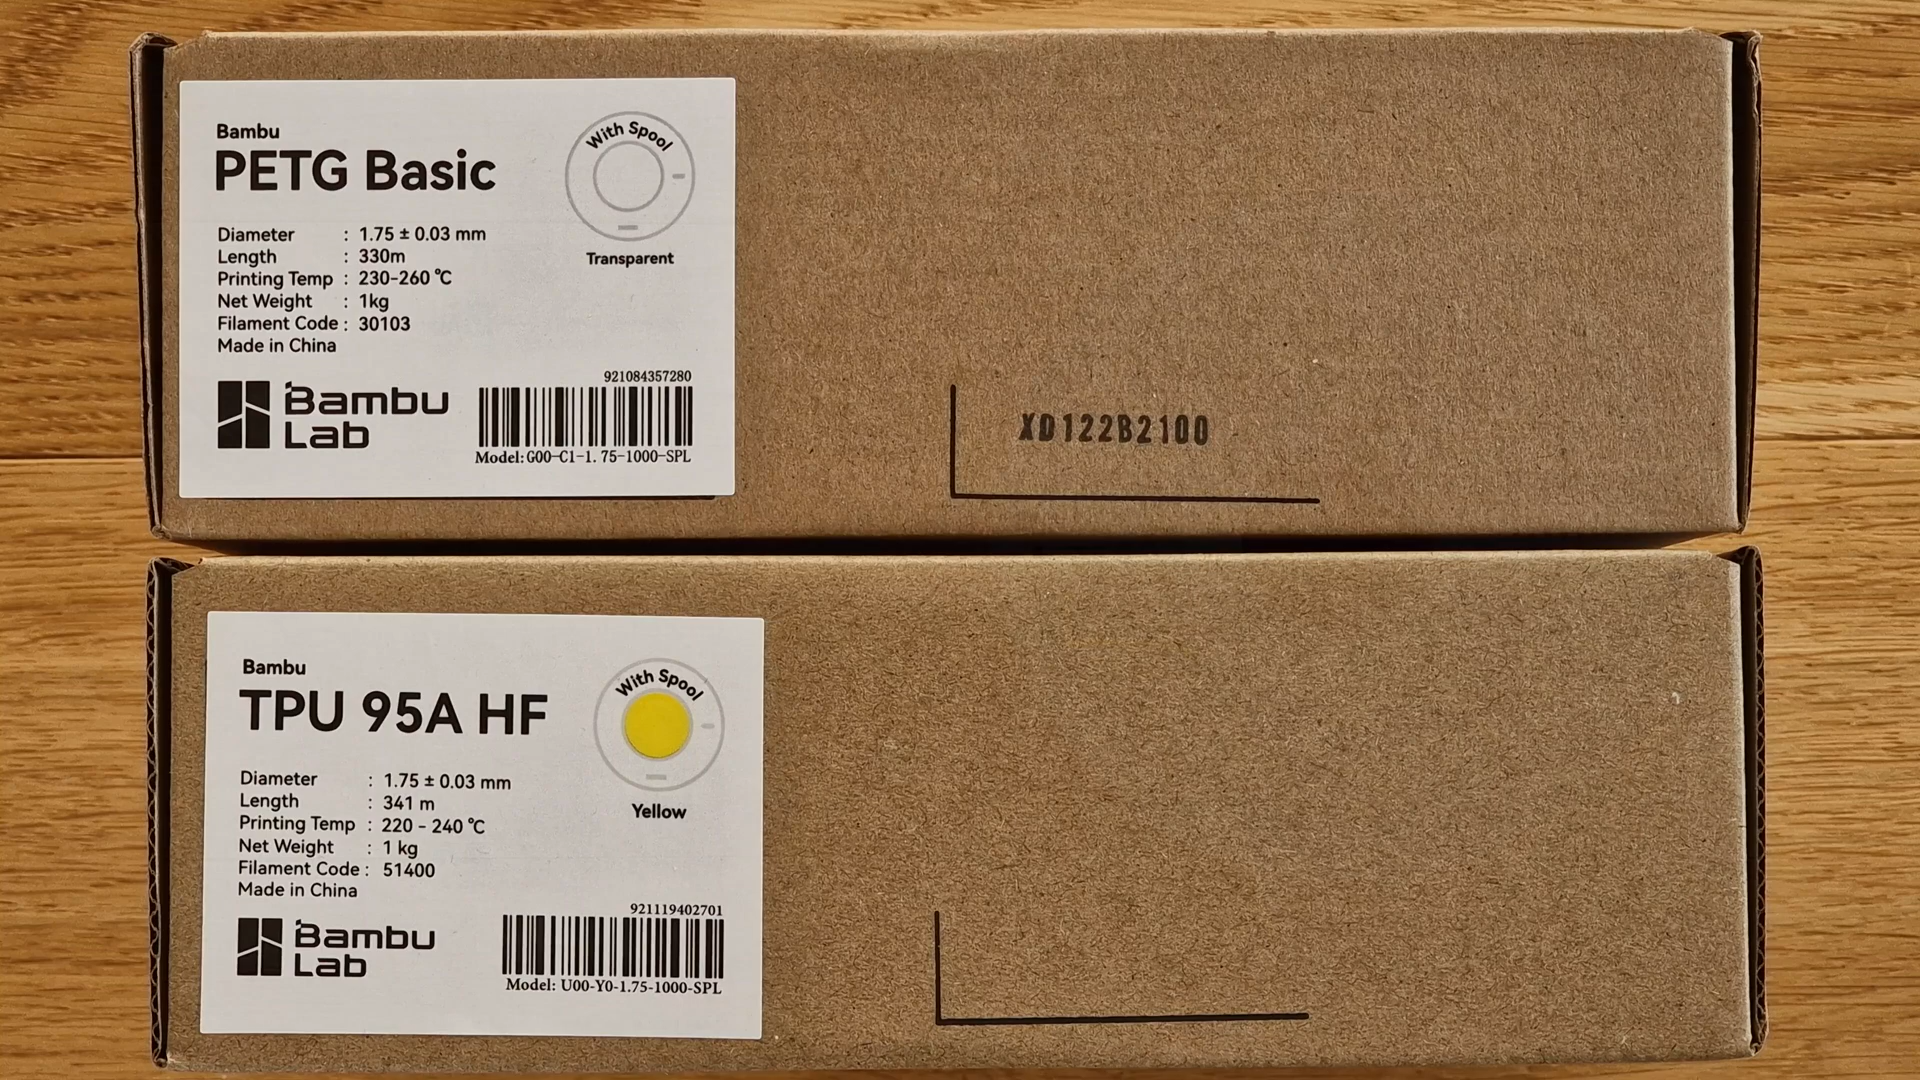 Bambu
PETG Basic
With Spool
Transparent
Diameter : 1.75 ± 0.03 mm
Length : 330m
Printing Temp : 230-260 ℃
Net Weight : 1kg
Filament Code : 30103
Made in China
Bambu
Lab
921084357280
Model: G00-C1-1.75-1000-SPL
XD122B2100
Bambu
TPU 95A HF
With Spool
Yellow
Diameter : 1.75 ± 0.03 mm
Length : 341 m
Printing Temp : 220 - 240 ℃
Net Weight : 1 kg
Filament Code : 51400
Made in China
Bambu
Lab
921119402701
Model: U00-Y0-1.75-1000-SPL